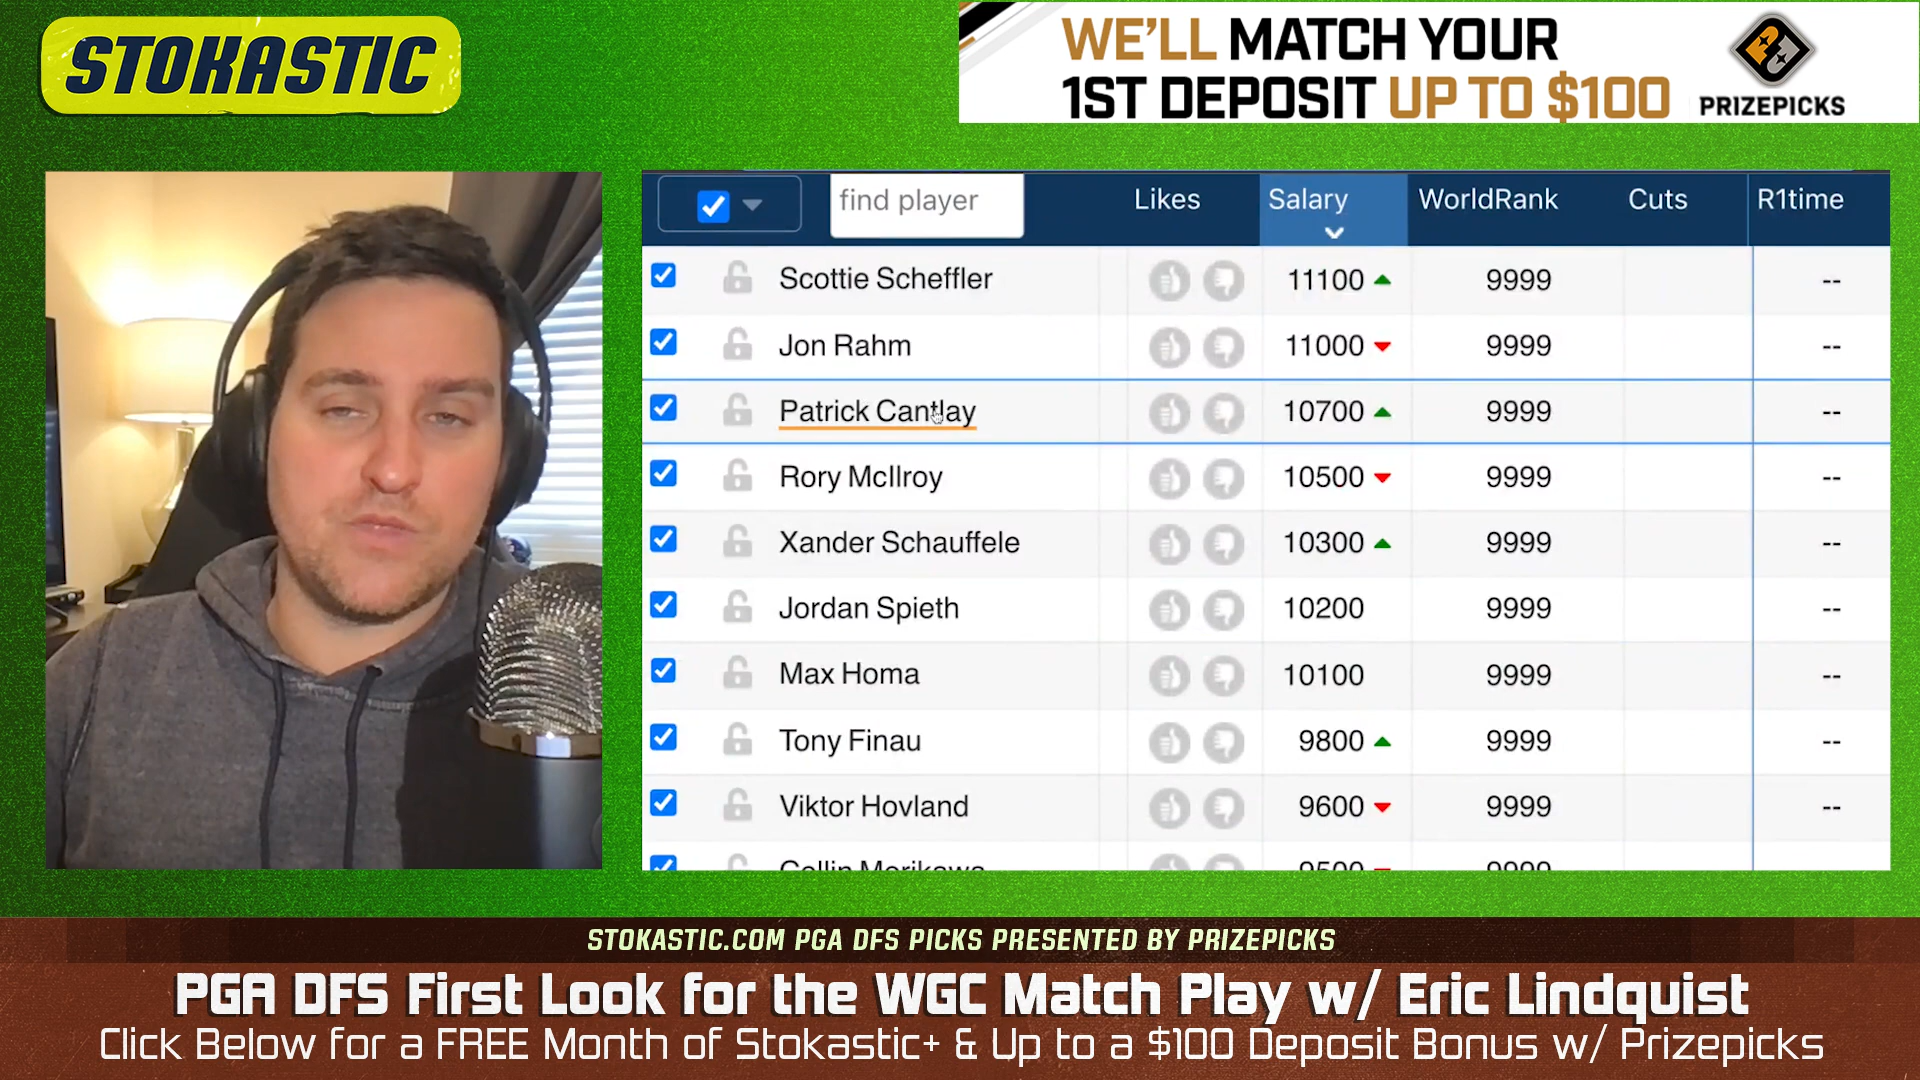 STOKASTIC
WE'LL MATCH YOUR
1ST DEPOSIT UP TO $100
PRIZEPICKS
find player Likes Salary WorldRank Cuts R1time
Scottie Scheffler 11100 9999 --
Jon Rahm 11000 9999 --
Patrick Cantlay 10700 9999 --
Rory McIlroy 10500 9999 --
Xander Schauffele 10300 9999 --
Jordan Spieth 10200 9999 --
Max Homa 10100 9999 --
Tony Finau 9800 9999 --
Viktor Hovland 9600 9999 --
Collin Morikawa 9500 9999
STOKASTIC.COM PGA DFS PICKS PRESENTED BY PRIZEPICKS
PGA DFS First Look for the WGC Match Play w/ Eric Lindquist
Click Below for a FREE Month of Stokastic+ & Up to a $100 Deposit Bonus w/ Prizepicks